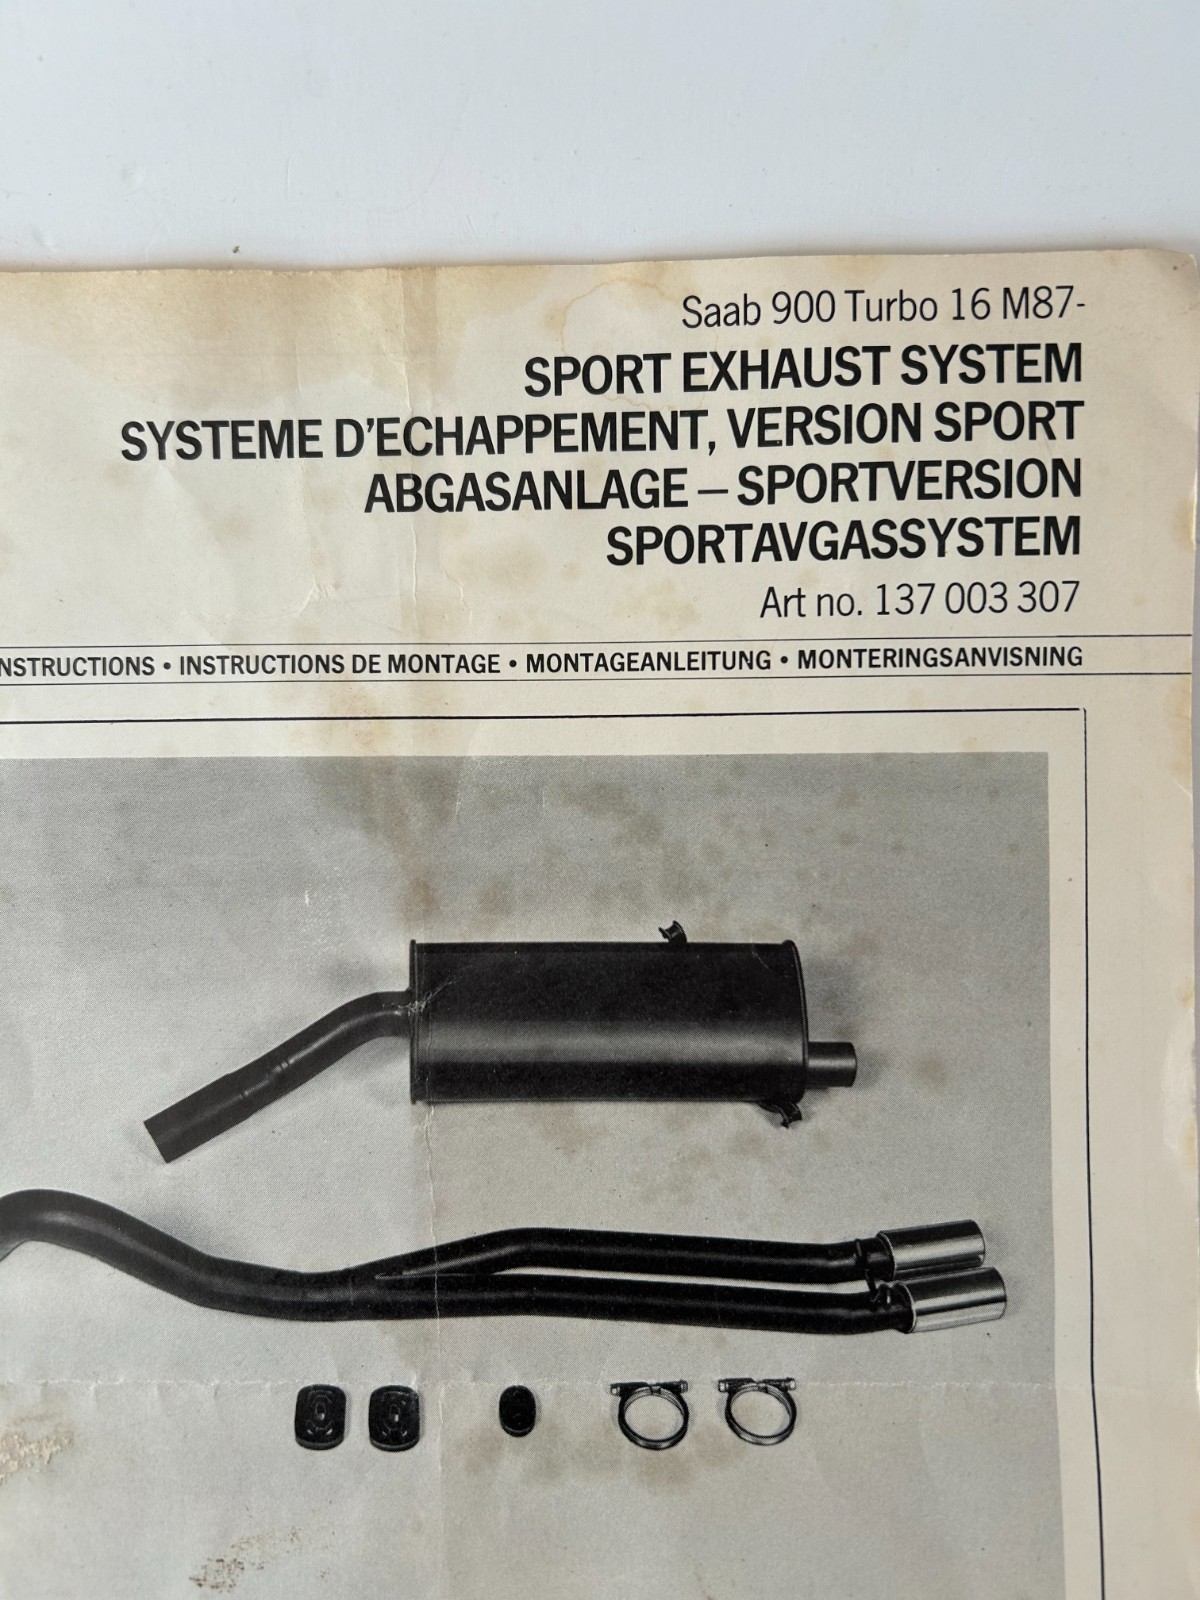 Saab 900 Turbo 16 M87-
SPORT EXHAUST SYSTEM
SYSTEME D'ECHAPPEMENT, VERSION SPORT
ABGASANLAGE – SPORTVERSION
SPORTAVGASSYSTEM
Art no. 137 003 307
NSTRUCTIONS • INSTRUCTIONS DE MONTAGE • MONTAGEANLEITUNG • MONTERINGSANVISNING